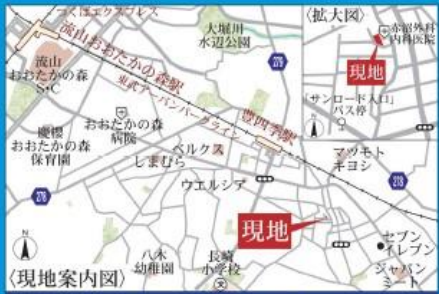 つくばエクスプレス
大堀川
水辺公園
〈拡大図〉
赤宿外科
内科医院
現地
「サンロード入口」
バス停
N
流山おおたかの森駅
東武アーバンパークライン
豊四季駅
278
流山
おおたかの森
S・C
おおたかの森
病院
慶櫻
おおたかの森
保育園
ベルクス
しまむら
ウエルシア
マツモト
キヨシ
278
278
現地
セブン
イレブン
ジャパン
ミート
N
八木
幼稚園
長崎
小学校
文
〈現地案内図〉